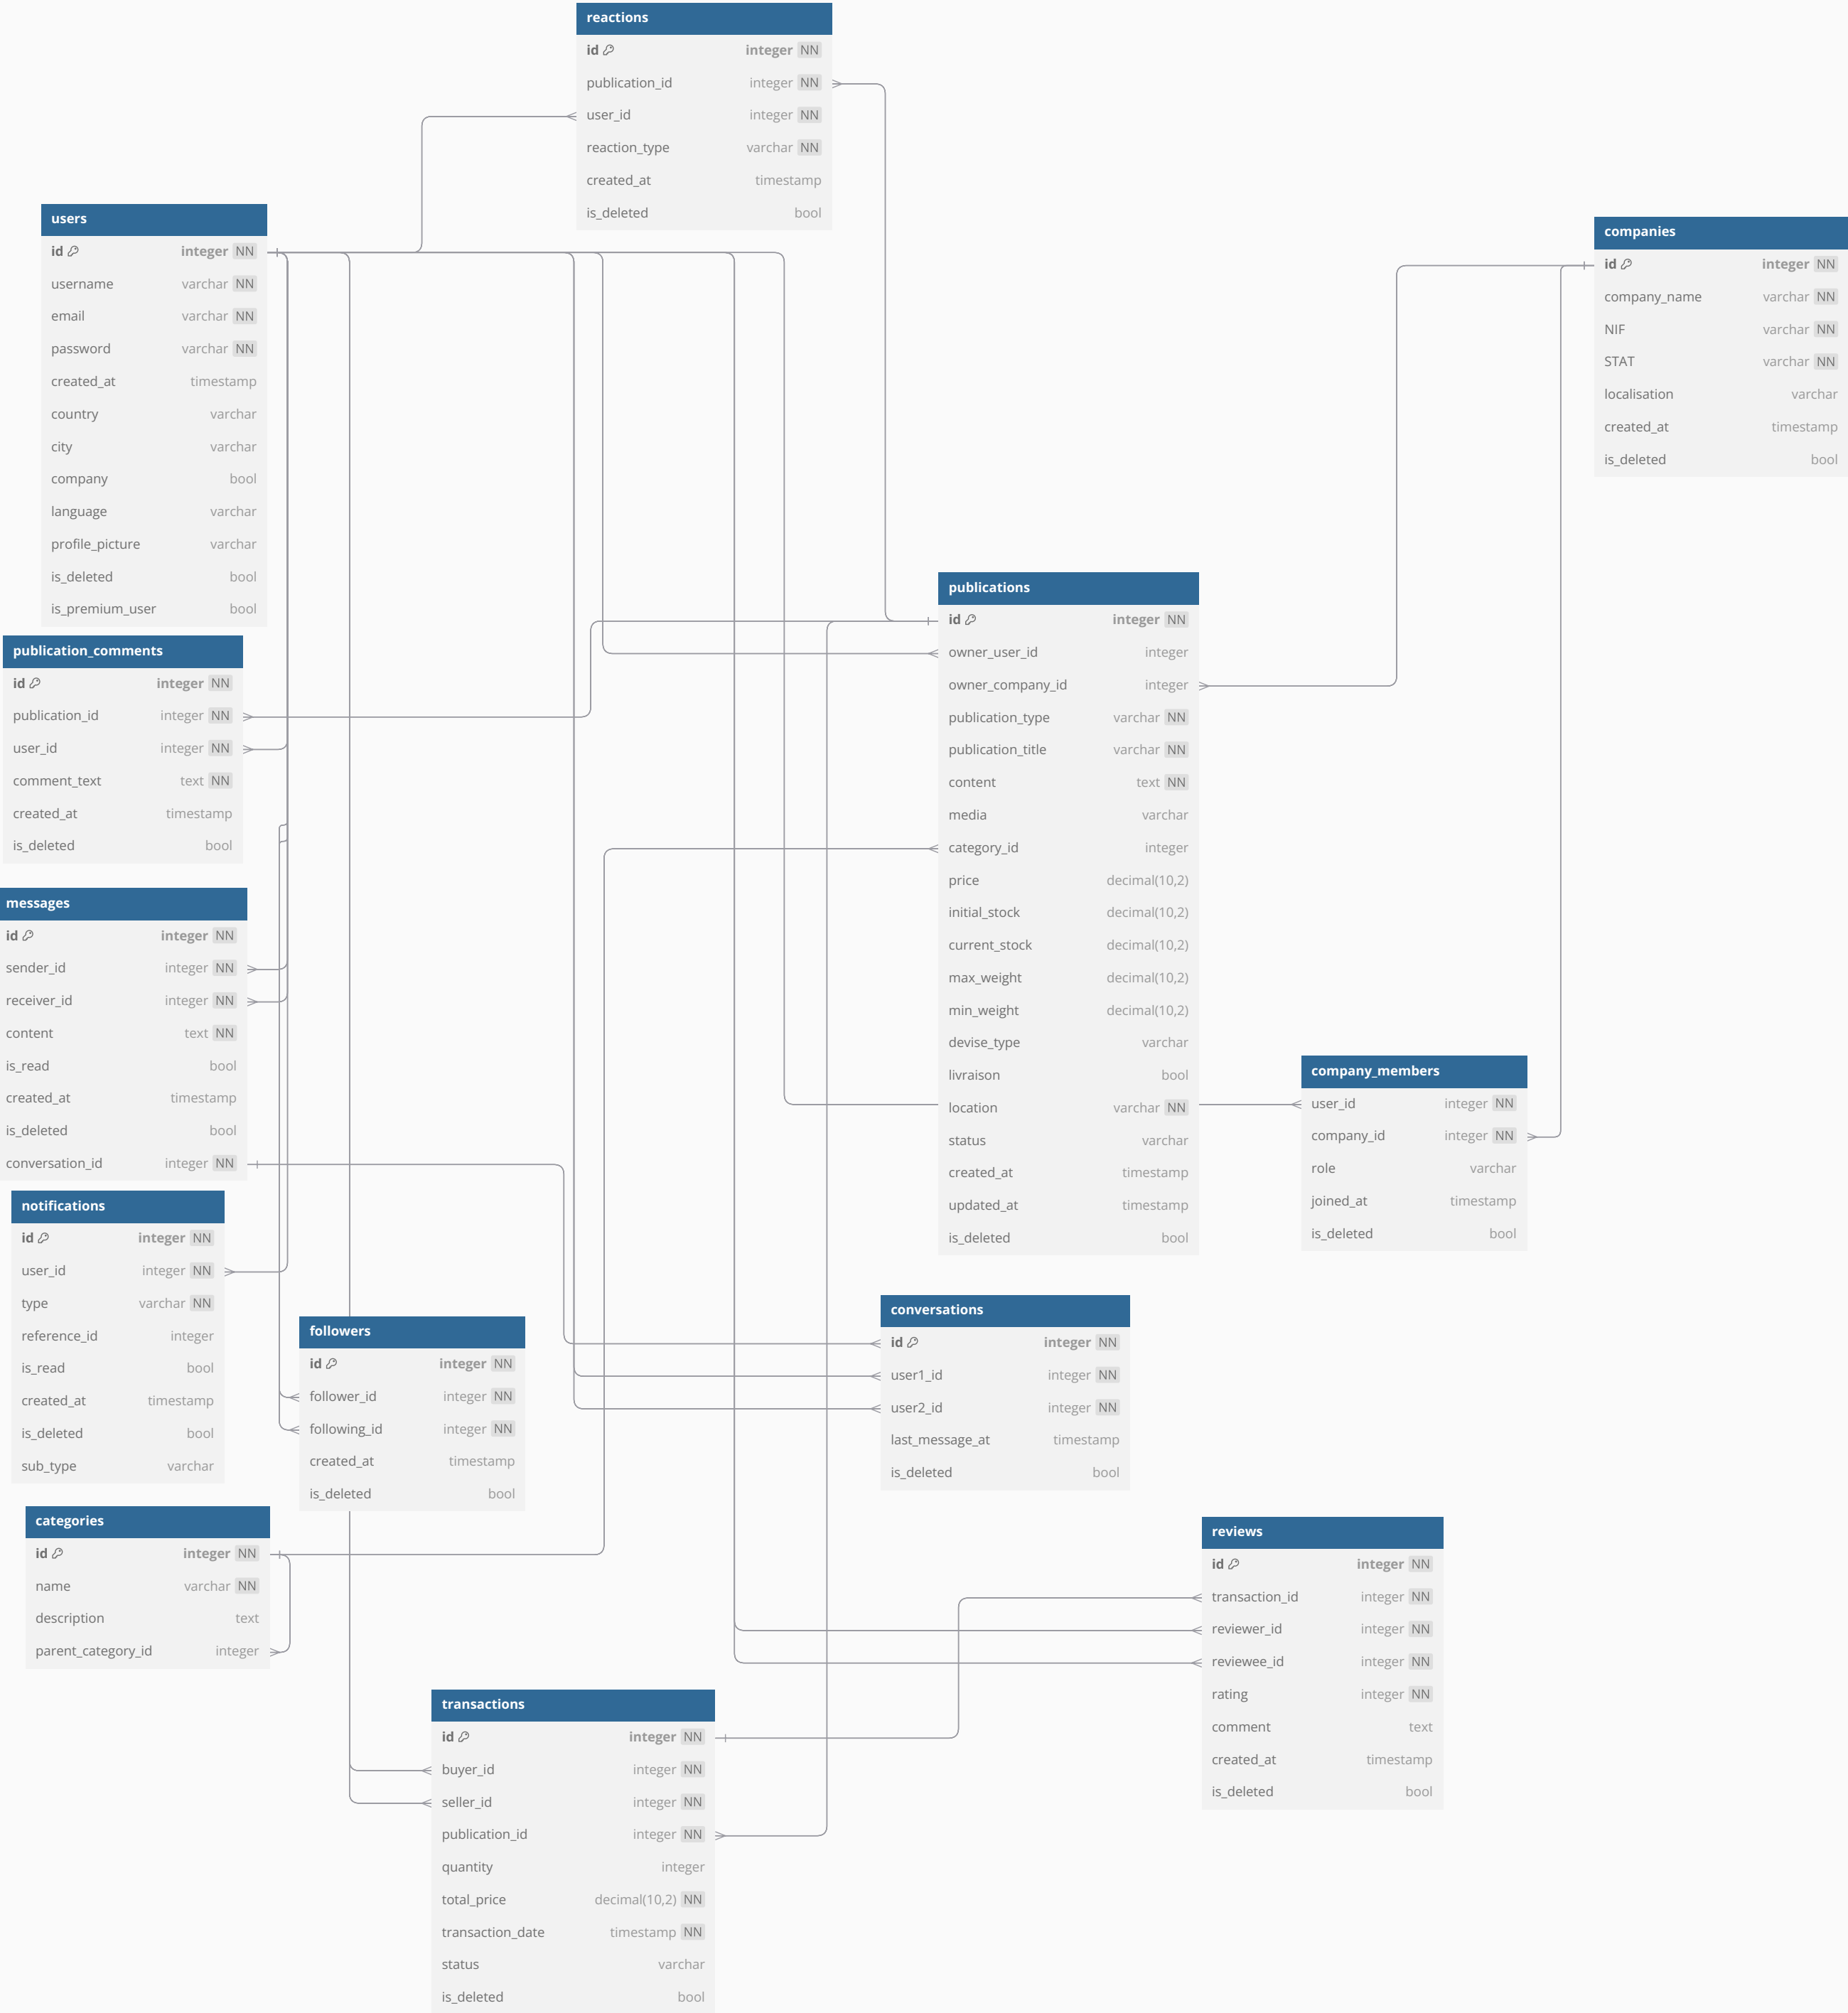 reactions
id integer NN
publication_id integer NN
user_id integer NN
reaction_type varchar NN
created_at timestamp
is_deleted bool
users
id integer NN
username varchar NN
email varchar NN
password varchar NN
created_at timestamp
country varchar
city varchar
company bool
language varchar
profile_picture varchar
is_deleted bool
is_premium_user bool
companies
id integer NN
company_name varchar NN
NIF varchar NN
STAT varchar NN
localisation varchar
created_at timestamp
is_deleted bool
publications
id integer NN
owner_user_id integer
owner_company_id integer
publication_type varchar NN
publication_title varchar NN
content text NN
media varchar
category_id integer
price decimal(10,2)
initial_stock decimal(10,2)
current_stock decimal(10,2)
max_weight decimal(10,2)
min_weight decimal(10,2)
devise_type varchar
livraison bool
location varchar NN
status varchar
created_at timestamp
updated_at timestamp
is_deleted bool
publication_comments
id integer NN
publication_id integer NN
user_id integer NN
comment_text text NN
created_at timestamp
is_deleted bool
messages
id integer NN
sender_id integer NN
receiver_id integer NN
content text NN
is_read bool
created_at timestamp
is_deleted bool
conversation_id integer NN
company_members
user_id integer NN
company_id integer NN
role varchar
joined_at timestamp
is_deleted bool
notifications
id integer NN
user_id integer NN
type varchar NN
reference_id integer
is_read bool
created_at timestamp
is_deleted bool
sub_type varchar
followers
id integer NN
follower_id integer NN
following_id integer NN
created_at timestamp
is_deleted bool
conversations
id integer NN
user1_id integer NN
user2_id integer NN
last_message_at timestamp
is_deleted bool
categories
id integer NN
name varchar NN
description text
parent_category_id integer
reviews
id integer NN
transaction_id integer NN
reviewer_id integer NN
reviewee_id integer NN
rating integer NN
comment text
created_at timestamp
is_deleted bool
transactions
id integer NN
buyer_id integer NN
seller_id integer NN
publication_id integer NN
quantity integer
total_price decimal(10,2) NN
transaction_date timestamp NN
status varchar
is_deleted bool